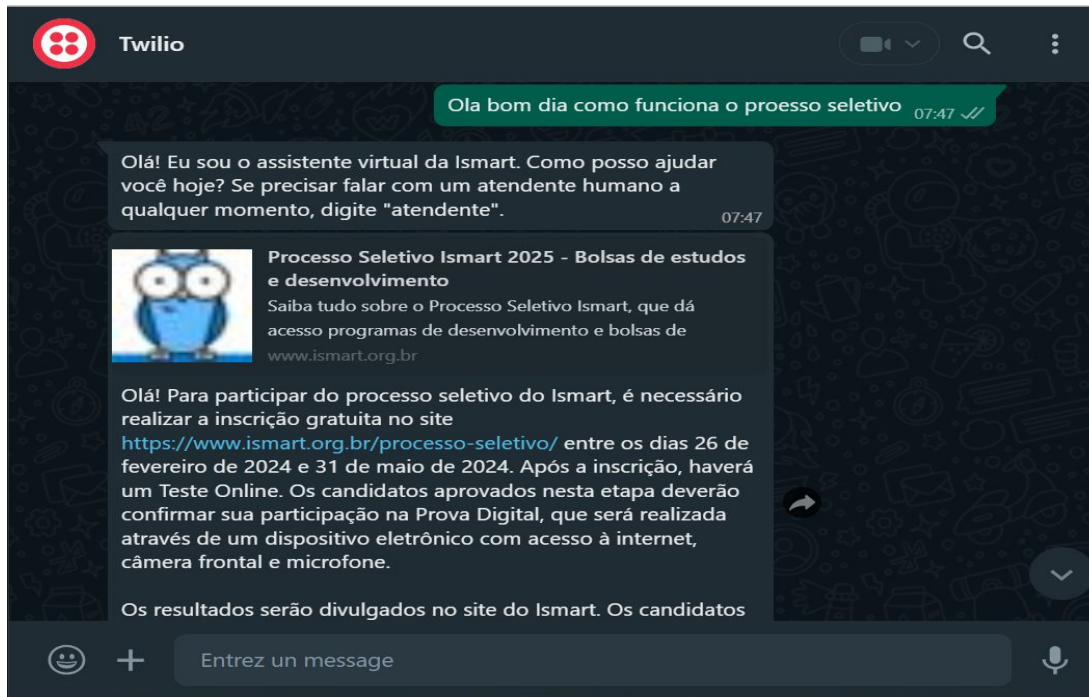 Twilio
Ola bom dia como funciona o proesso seletivo
07:47
Olá! Eu sou o assistente virtual da Ismart. Como posso ajudar
você hoje? Se precisar falar com um atendente humano a
qualquer momento, digite "atendente".
07:47
Processo Seletivo Ismart 2025 - Bolsas de estudos
e desenvolvimento
Saiba tudo sobre o Processo Seletivo Ismart, que dá
acesso programas de desenvolvimento e bolsas de
www.ismart.org.br
Olá! Para participar do processo seletivo do Ismart, é necessário
realizar a inscrição gratuita no site
https://www.ismart.org.br/processo-seletivo/ entre os dias 26 de
fevereiro de 2024 e 31 de maio de 2024. Após a inscrição, haverá
um Teste Online. Os candidatos aprovados nesta etapa deverão
confirmar sua participação na Prova Digital, que será realizada
através de um dispositivo eletrônico com acesso à internet,
câmera frontal e microfone.
Os resultados serão divulgados no site do Ismart. Os candidatos
Entrez un message